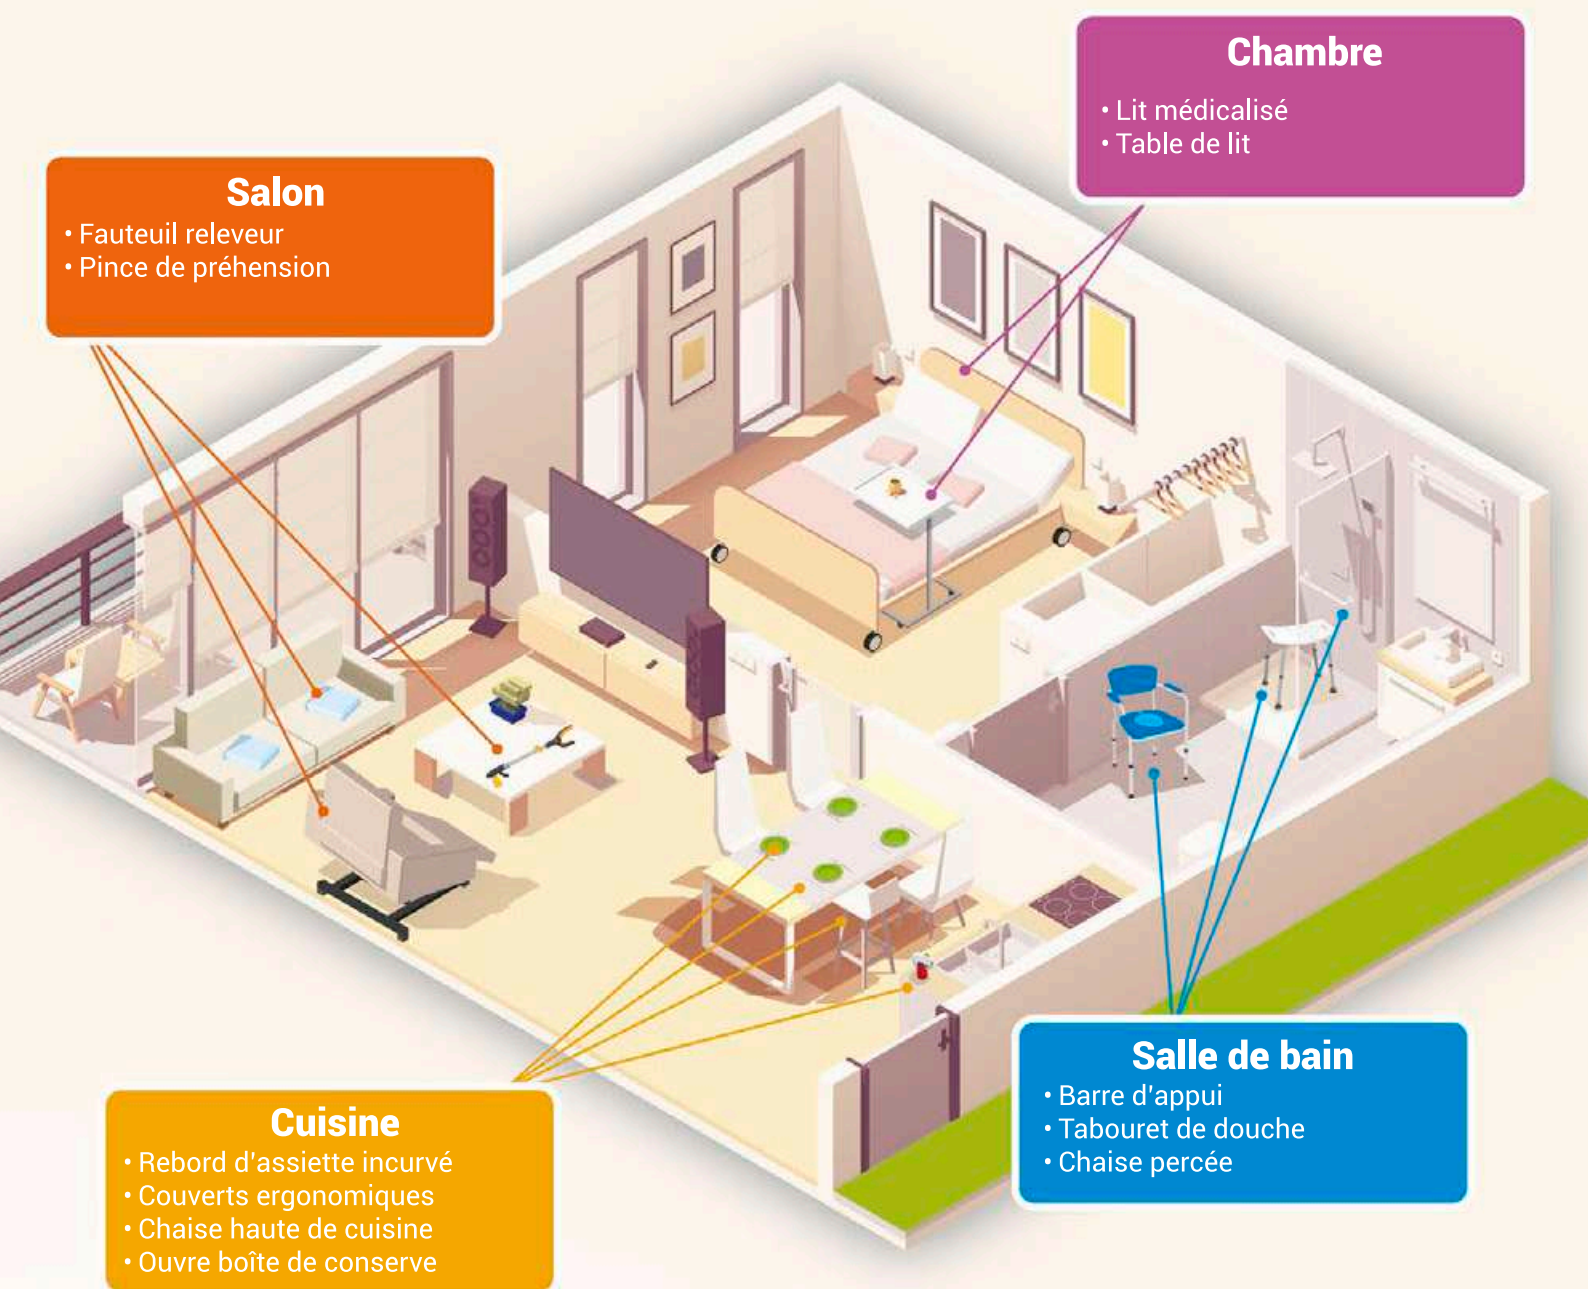 Chambre
• Lit médicalisé
• Table de lit
Salon
• Fauteuil releveur
• Pince de préhension
Salle de bain
• Barre d'appui
• Tabouret de douche
• Chaise percée
Cuisine
• Rebord d'assiette incurvé
• Couverts ergonomiques
• Chaise haute de cuisine
• Ouvre boîte de conserve